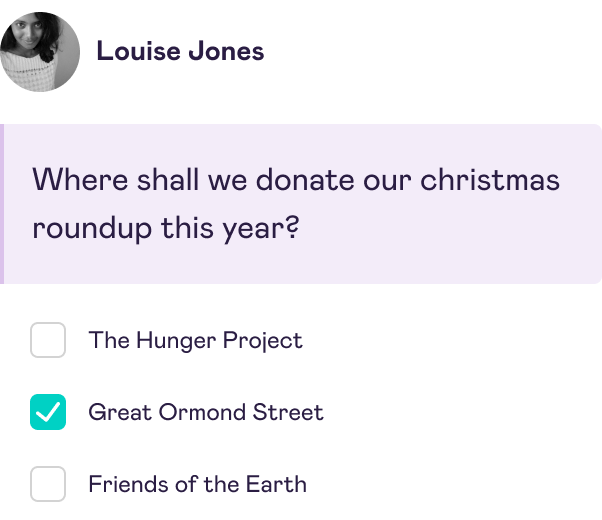 Louise Jones
Where shall we donate our christmas
roundup this year?
The Hunger Project
Great Ormond Street
Friends of the Earth